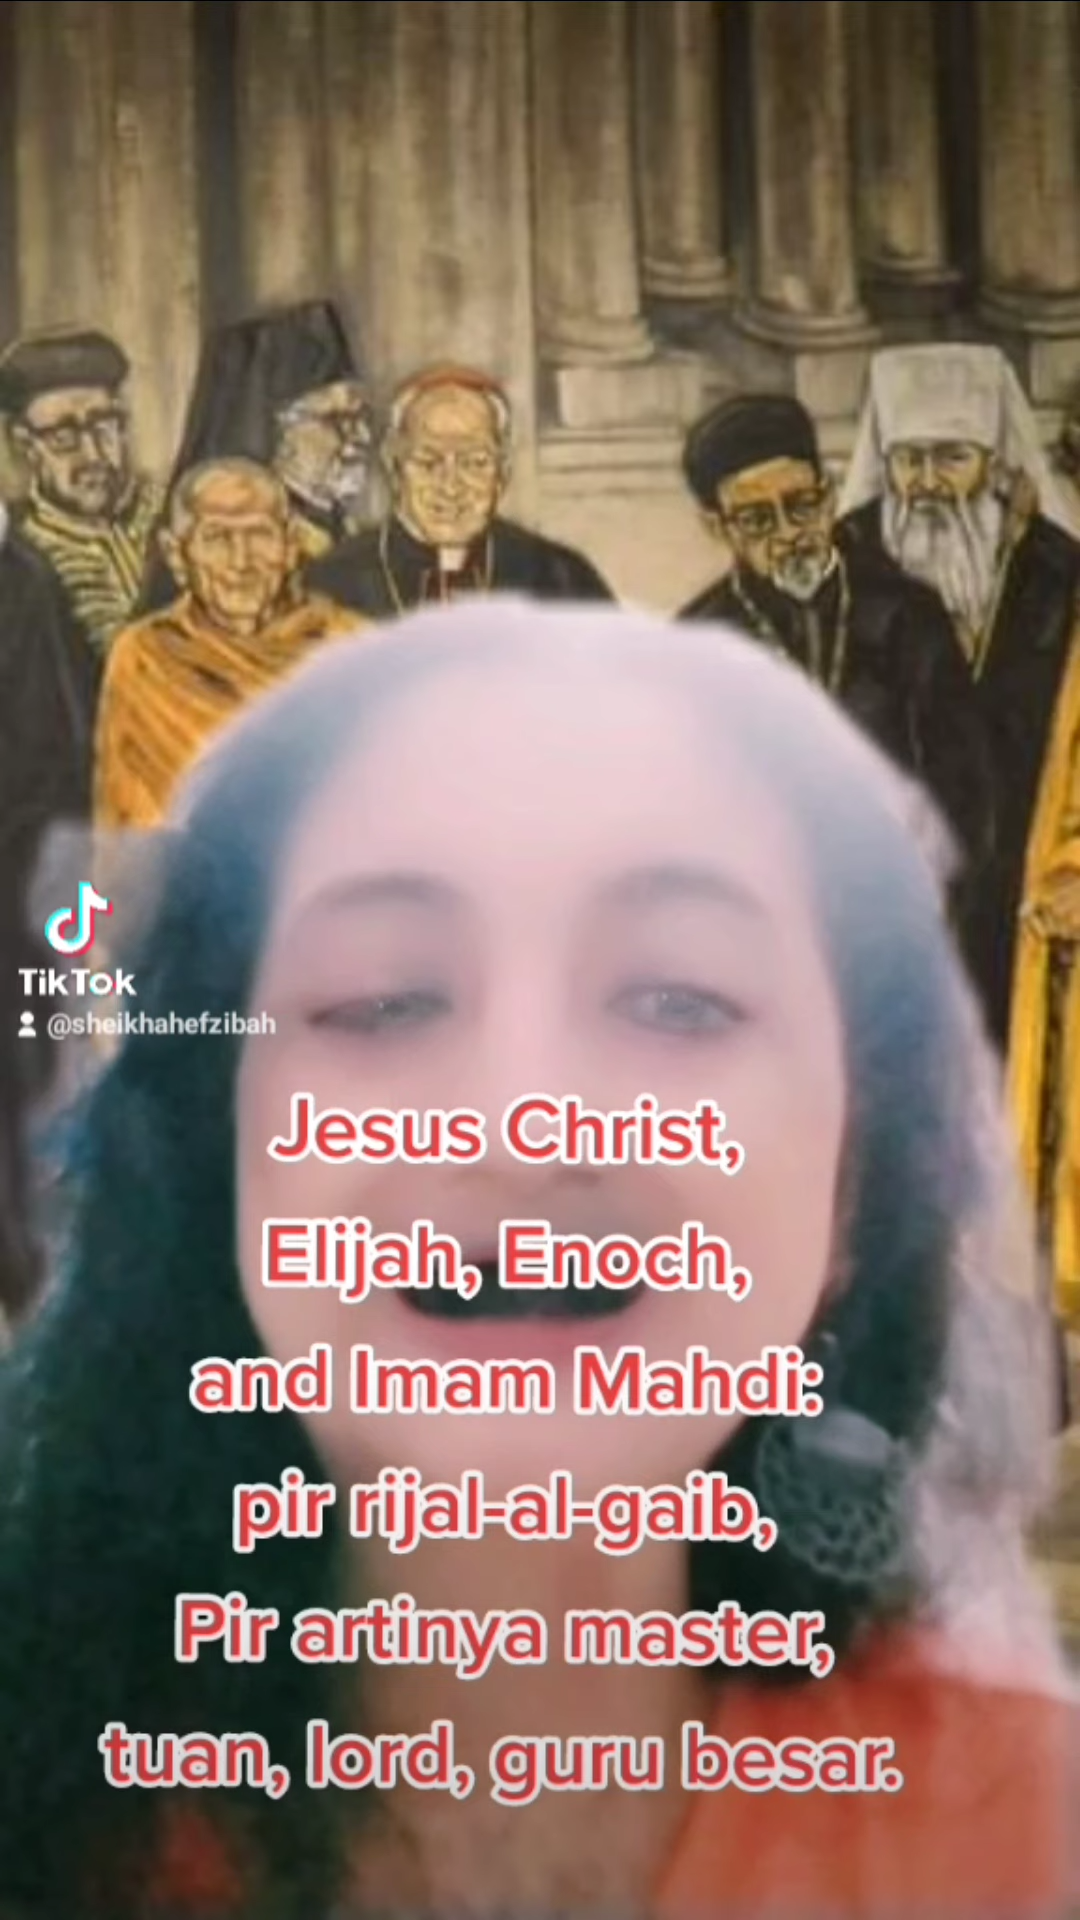 TikTok
@sheikhahefzibah
Jesus Christ,
Elijah, Enoch,
and Imam Mahdi:
pir rijal-al-gaib,
Pir artinya master,
tuan, lord, guru besar.